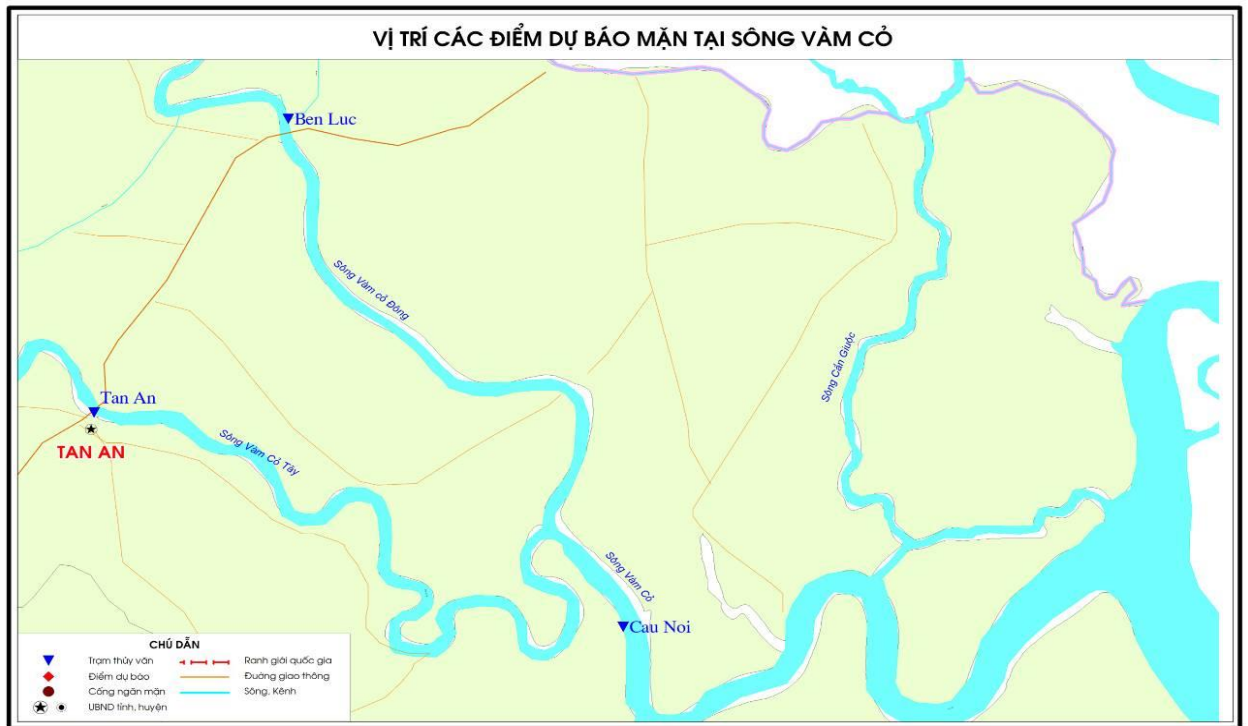 VỊ TRÍ CÁC ĐIỂM DỰ BÁO MẶN TẠI SÔNG VÀM CỎ
Ben Luc
Sông Vàm cỏ Đông
Sông Cần Giuộc
Tan An
TAN AN
Sông Vàm Cỏ Tây
Sông Vàm Cỏ
Cau Noi
CHÚ DẪN
Trạm thủy văn
Ranh giới quốc gia
Điểm dự báo
Đường giao thông
Cống ngăn mặn
Sông, Kênh
UBND tỉnh, huyện